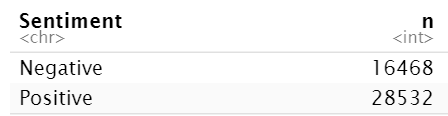 Sentiment n
<chr> <int>
Negative 16468
Positive 28532